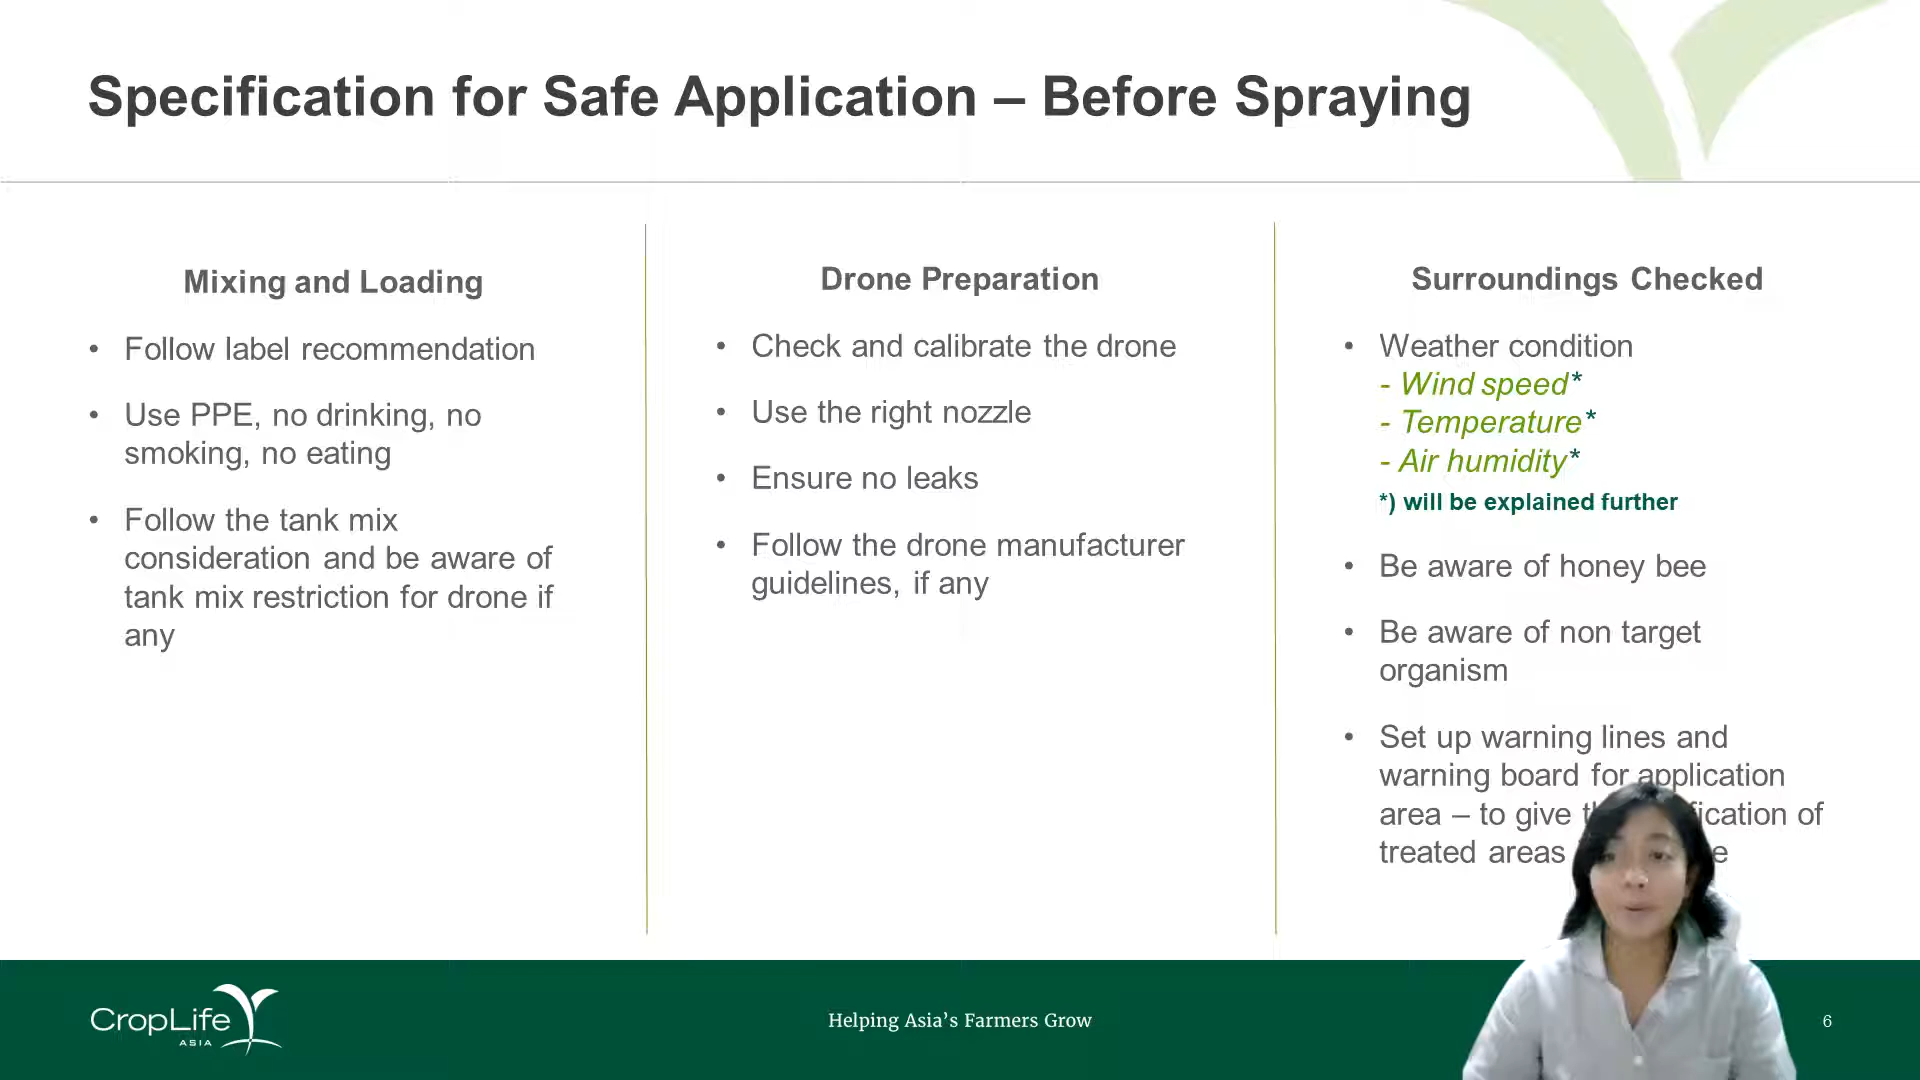 Specification for Safe Application – Before Spraying
Mixing and Loading
• Follow label recommendation
• Use PPE, no drinking, no
smoking, no eating
• Follow the tank mix
consideration and be aware of
tank mix restriction for drone if
any
Drone Preparation
• Check and calibrate the drone
• Use the right nozzle
• Ensure no leaks
• Follow the drone manufacturer
guidelines, if any
Surroundings Checked
• Weather condition
- Wind speed*
- Temperature*
- Air humidity*
*) will be explained further
• Be aware of honey bee
• Be aware of non target
organism
• Set up warning lines and
warning board for application
area – to give of
treated areas
CropLife
ASIA
Helping Asia's Farmers Grow
6